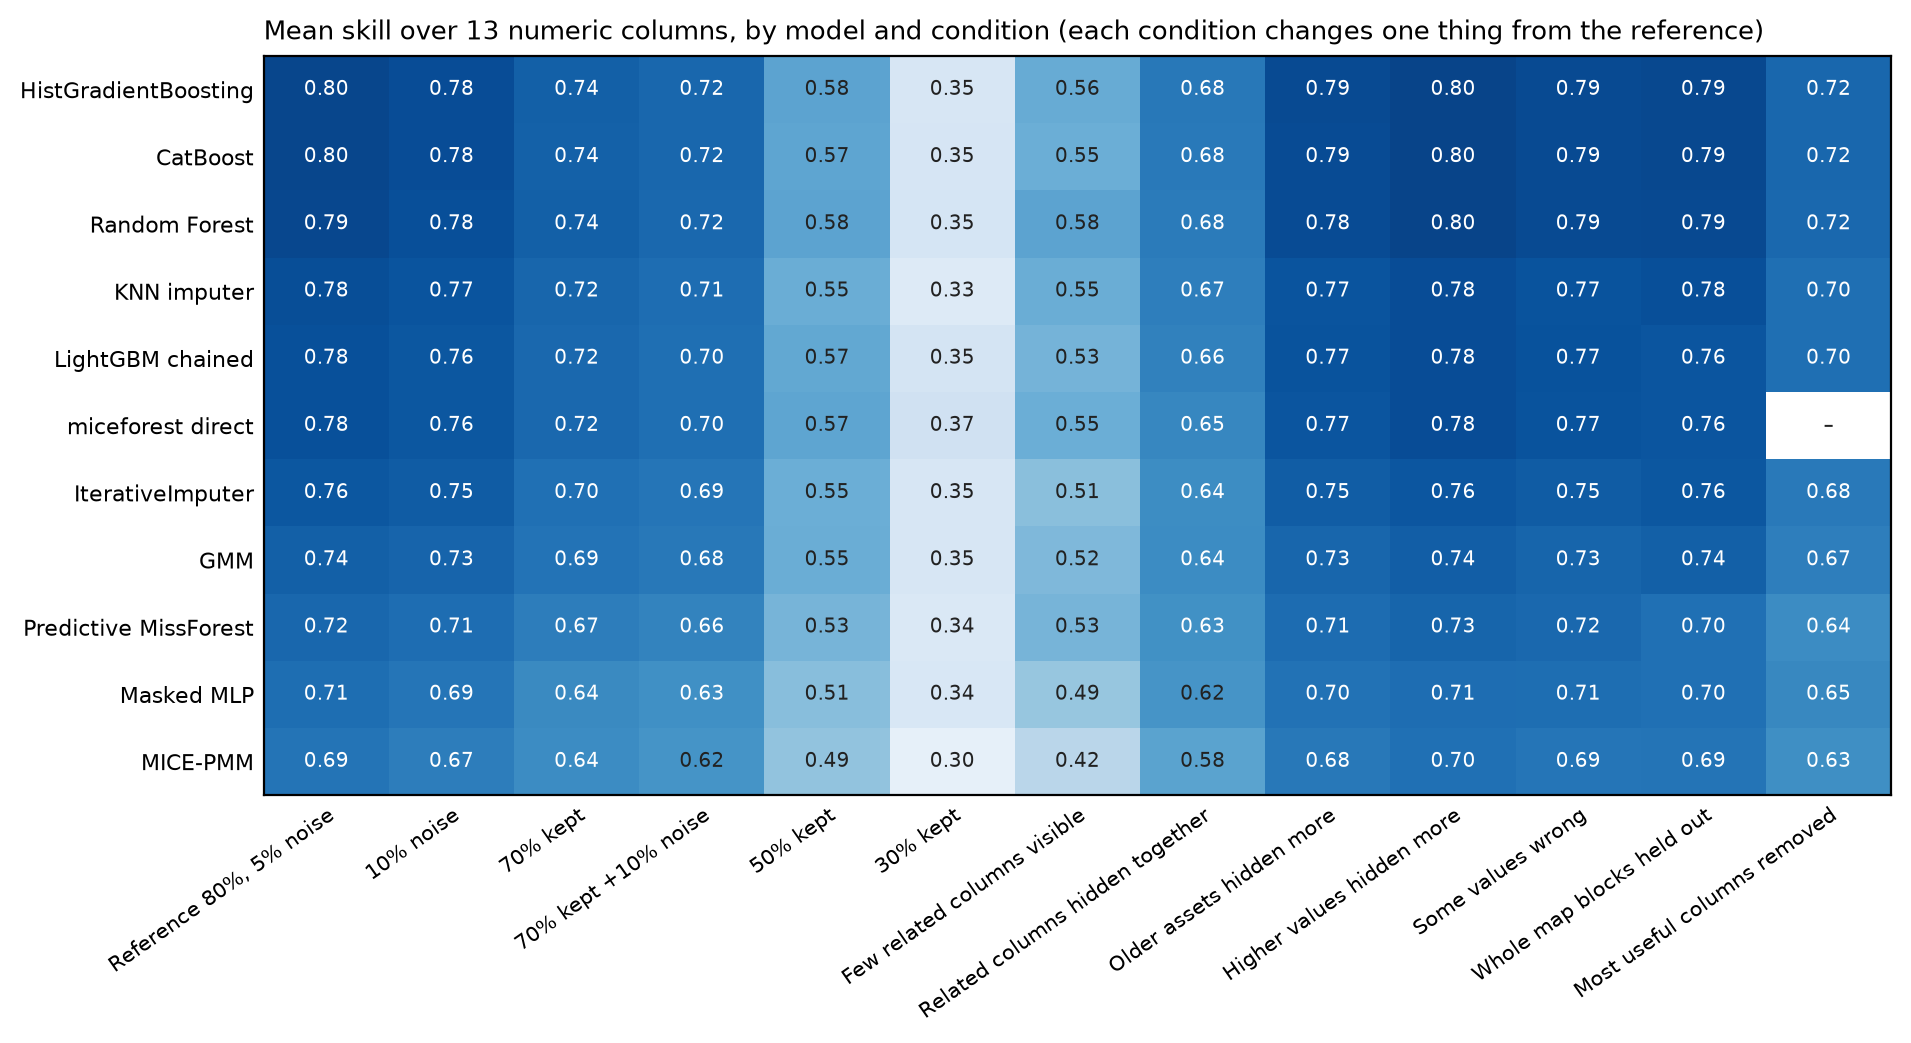 Mean skill over 13 numeric columns, by model and condition (each condition changes one thing from the reference)
HistGradientBoosting 0.80 0.78 0.74 0.72 0.58 0.35 0.56 0.68 0.79 0.80 0.79 0.79 0.72
CatBoost 0.80 0.78 0.74 0.72 0.57 0.35 0.55 0.68 0.79 0.80 0.79 0.79 0.72
Random Forest 0.79 0.78 0.74 0.72 0.58 0.35 0.58 0.68 0.78 0.80 0.79 0.79 0.72
KNN imputer 0.78 0.77 0.72 0.71 0.55 0.33 0.55 0.67 0.77 0.78 0.77 0.78 0.70
LightGBM chained 0.78 0.76 0.72 0.70 0.57 0.35 0.53 0.66 0.77 0.78 0.77 0.76 0.70
miceforest direct 0.78 0.76 0.72 0.70 0.57 0.37 0.55 0.65 0.77 0.78 0.77 0.76 –
IterativeImputer 0.76 0.75 0.70 0.69 0.55 0.35 0.51 0.64 0.75 0.76 0.75 0.76 0.68
GMM 0.74 0.73 0.69 0.68 0.55 0.35 0.52 0.64 0.73 0.74 0.73 0.74 0.67
Predictive MissForest 0.72 0.71 0.67 0.66 0.53 0.34 0.53 0.63 0.71 0.73 0.72 0.70 0.64
Masked MLP 0.71 0.69 0.64 0.63 0.51 0.34 0.49 0.62 0.70 0.71 0.71 0.70 0.65
MICE-PMM 0.69 0.67 0.64 0.62 0.49 0.30 0.42 0.58 0.68 0.70 0.69 0.69 0.63
Reference 80%, 5% noise
10% noise
70% kept
70% kept +10% noise
50% kept
30% kept
Few related columns visible
Related columns hidden together
Older assets hidden more
Higher values hidden more
Some values wrong
Whole map blocks held out
Most useful columns removed